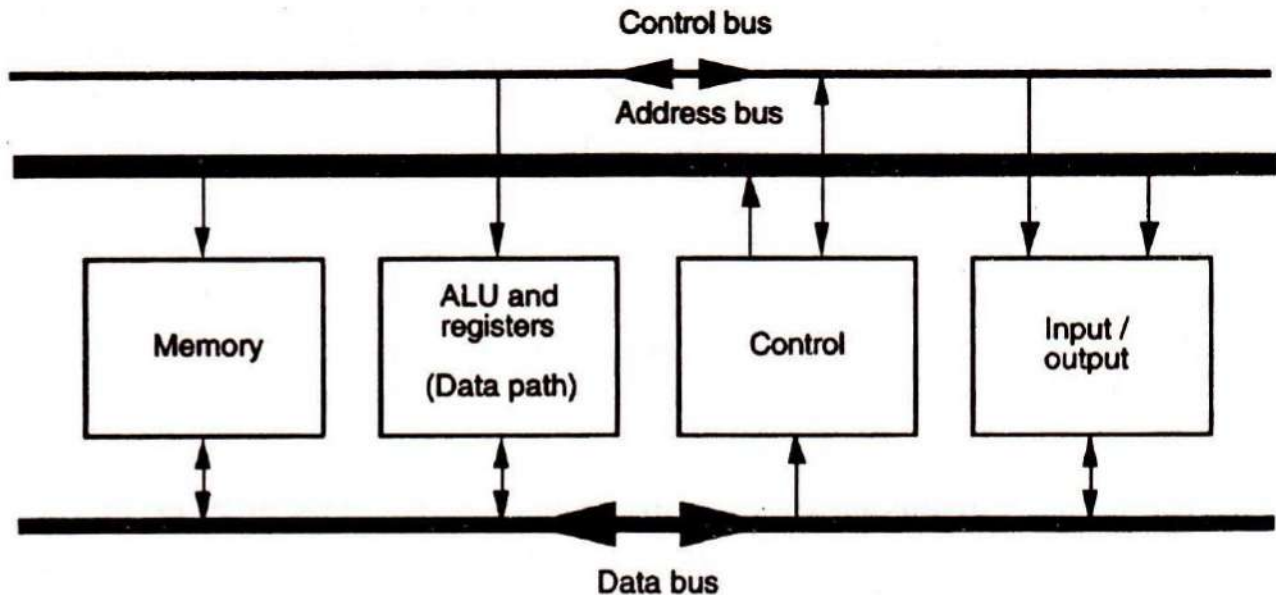 Control bus
Address bus
Memory
ALU and
registers
(Data path)
Control
Input /
output
Data bus